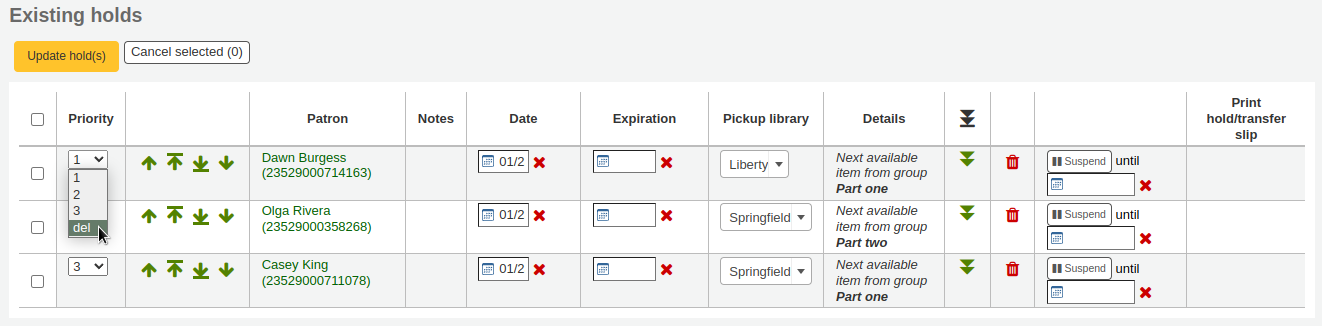 Existing holds
Update hold(s) Cancel selected (0)
Priority Patron Notes Date Expiration Pickup library Details Print hold/transfer slip
1 Dawn Burgess (23529000714163) 01/2 Liberty Next available item from group Part one Suspend until
1
2
3
del
Olga Rivera (23529000358268) 01/2 Springfield Next available item from group Part two Suspend until
3 Casey King (23529000711078) 01/2 Springfield Next available item from group Part one Suspend until